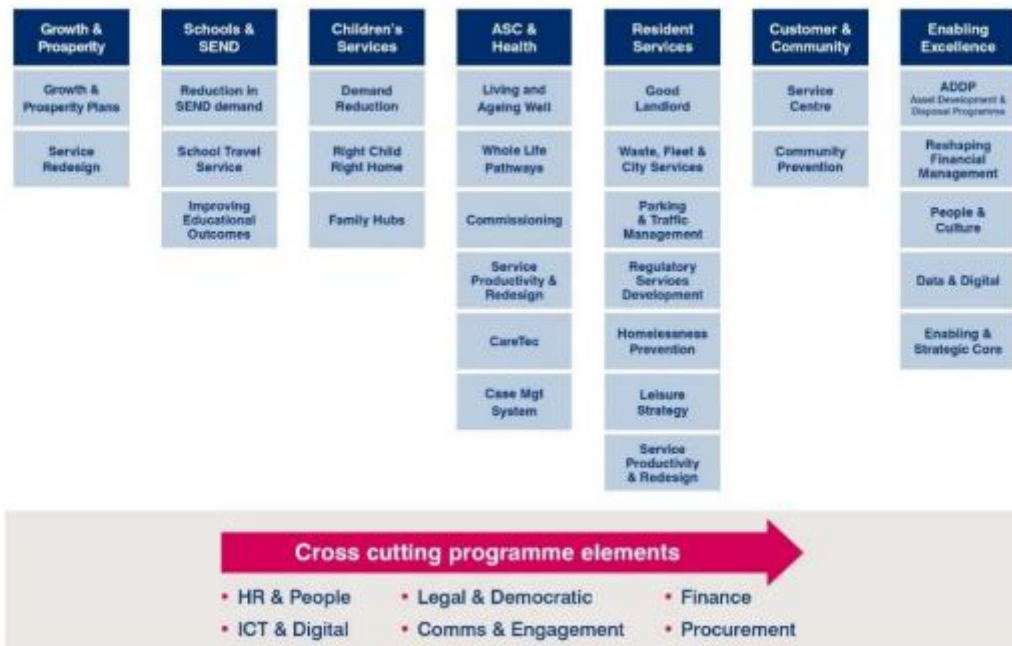 Growth &
Prosperity
Growth &
Prosperity Plans
Service
Redesign
Schools &
SEND
Reduction in
SEND demand
School Travel
Service
Improving
Educational
Outcomes
Children's
Services
Demand
Reduction
Right Child
Right Home
Family Hubs
ASC &
Health
Living and
Ageing Well
Whole Life
Pathways
Commissioning
Service
Productivity &
Redesign
CareTec
Case Mgt
System
Resident
Services
Good
Landlord
Waste, Fleet &
City Services
Parking
& Traffic
Management
Regulatory
Services
Development
Homelessness
Prevention
Leisure
Strategy
Service
Productivity
& Redesign
Customer &
Community
Service
Centre
Community
Prevention
Enabling
Excellence
ADDP
Asset Development &
Disposal Programme
Reshaping
Financial
Management
People &
Culture
Data & Digital
Enabling &
Strategic Core
Cross cutting programme elements
• HR & People
• ICT & Digital
• Legal & Democratic
• Comms & Engagement
• Finance
• Procurement